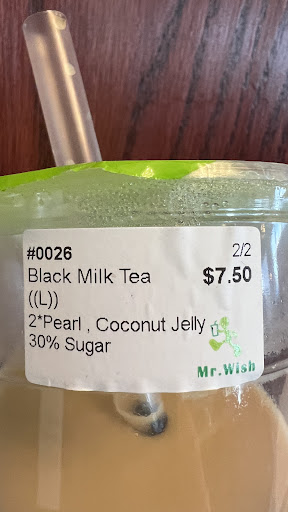 #0026 2/2
Black Milk Tea $7.50
((L))
2*Pearl , Coconut Jelly
30% Sugar
Mr.Wish